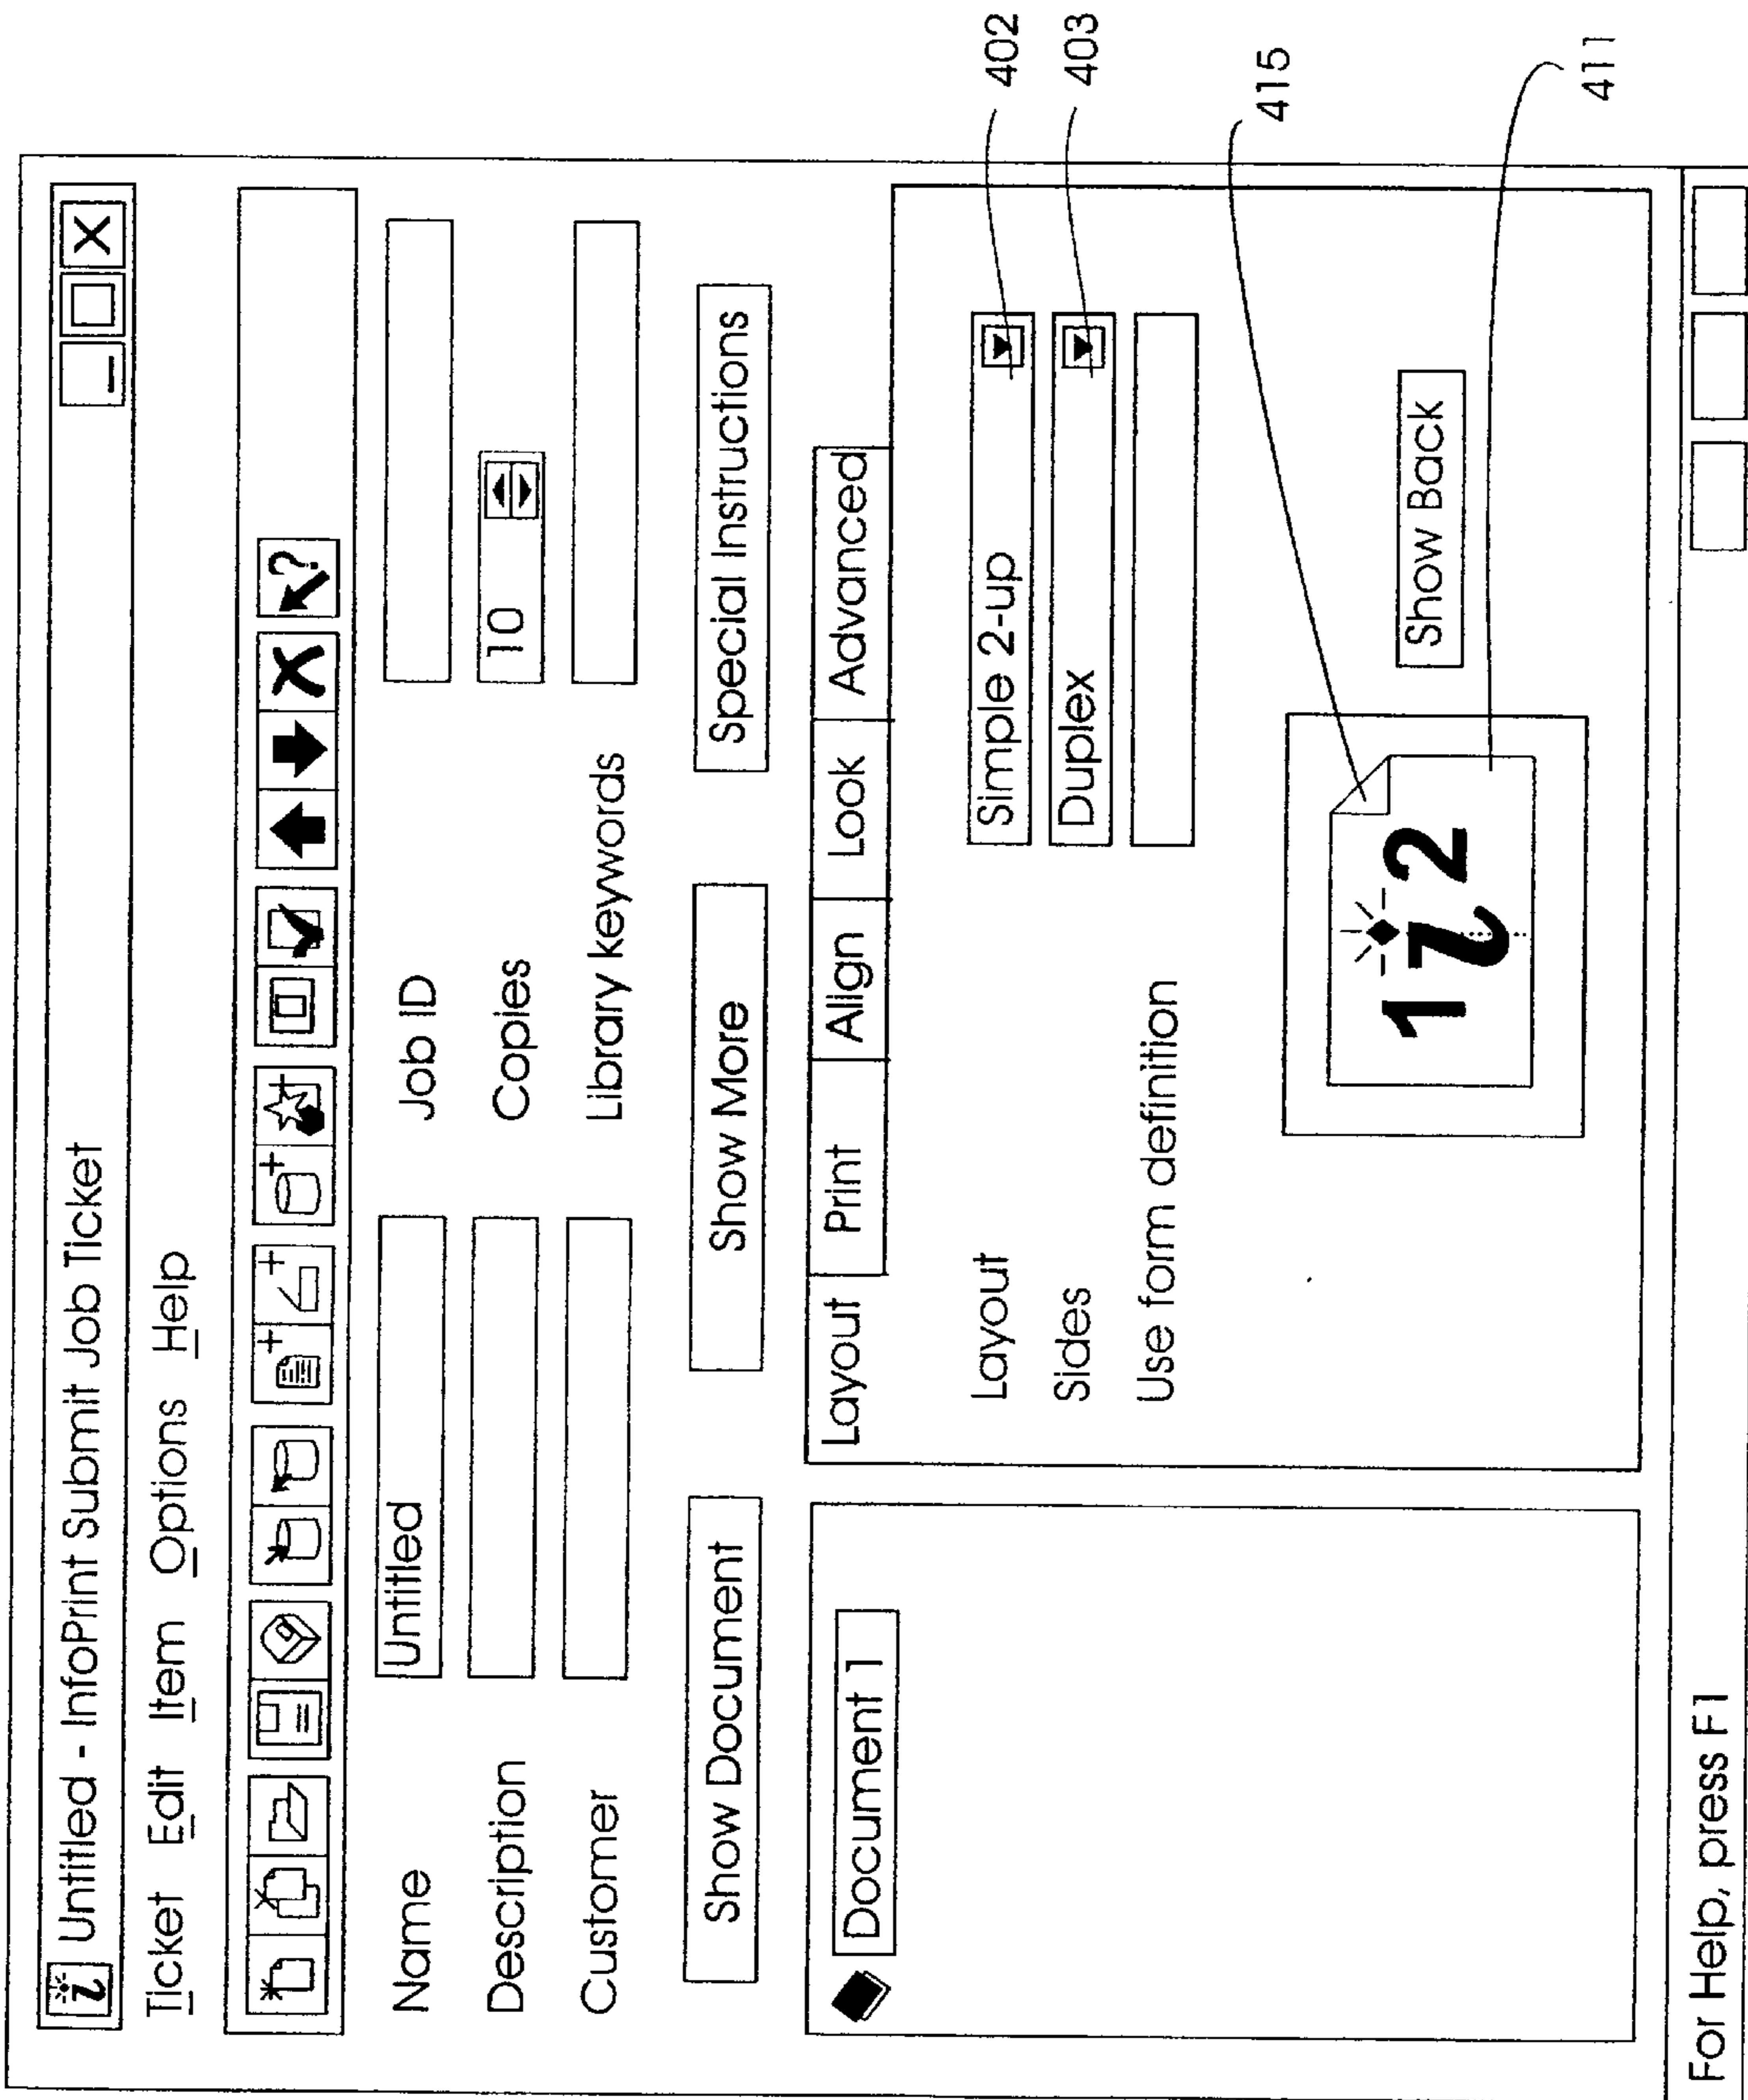 i Untitled - InfoPrint Submit Job Ticket
Ticket Edit Item Options Help
Name Untitled Job ID
Description Copies 10
Customer Library keywords
Show Document Show More Special Instructions
Document 1
Layout Print Align Look Advanced
Layout Simple 2-up 402
Sides Duplex 403
Use form definition
415
1 i 2 Show Back
411
For Help, press F1